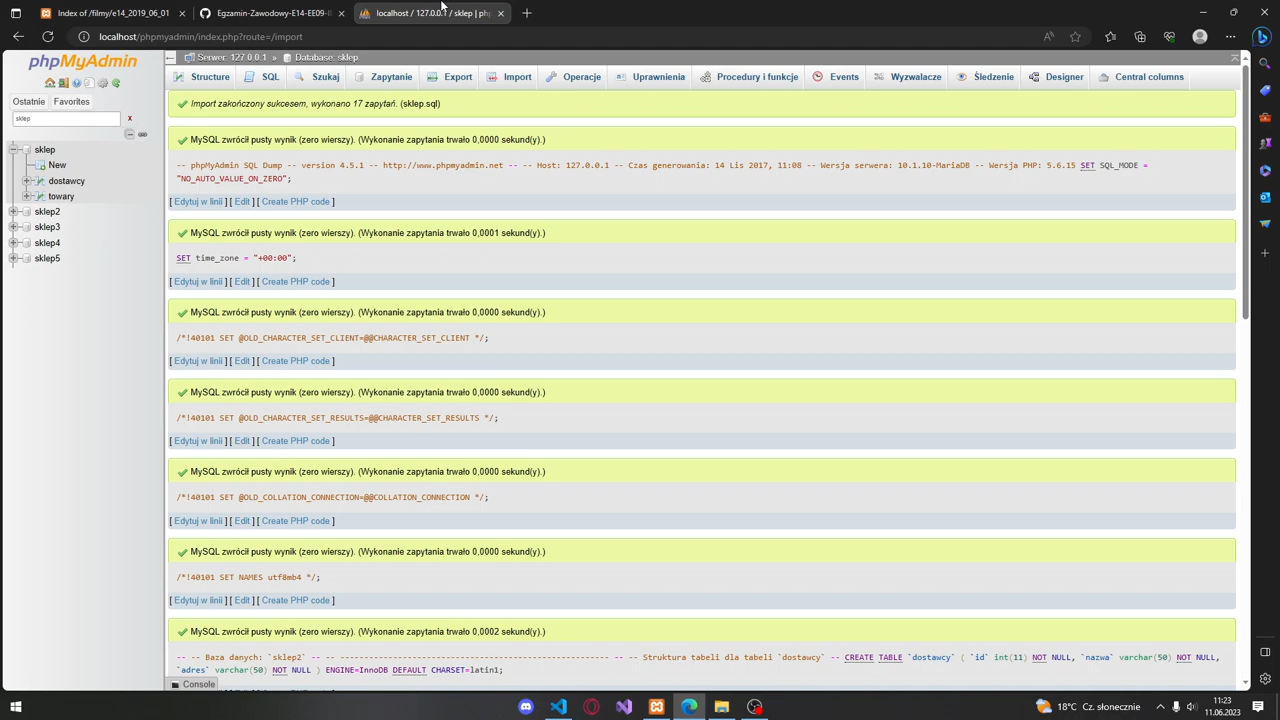 Index of /filmy/e14_2019_06_01
Egzamin-Zawodowy-E14-EE09-I
localhost / 127.0.0.1 / sklep | ph
localhost/phpmyadmin/index.php?route=/import
phpMyAdmin
Ostatnie
Favorites
sklep
x
sklep
New
dostawcy
towary
sklep2
sklep3
sklep4
sklep5
Serwer: 127.0.0.1 » Database: sklep
Structure
SQL
Szukaj
Zapytanie
Export
Import
Operacje
Uprawnienia
Procedury i funkcje
Events
Wyzwalacze
Śledzenie
Designer
Central columns
Import zakończony sukcesem, wykonano 17 zapytań. (sklep.sql)
MySQL zwrócił pusty wynik (zero wierszy). (Wykonanie zapytania trwało 0,0000 sekund(y).)
-- phpMyAdmin SQL Dump -- version 4.5.1 -- http://www.phpmyadmin.net -- -- Host: 127.0.0.1 -- Czas generowania: 14 Lis 2017, 11:08 -- Wersja serwera: 10.1.10-MariaDB -- Wersja PHP: 5.6.15 SET SQL_MODE =
"NO_AUTO_VALUE_ON_ZERO";
[ Edytuj w linii ] [ Edit ] [ Create PHP code ]
MySQL zwrócił pusty wynik (zero wierszy). (Wykonanie zapytania trwało 0,0001 sekund(y).)
SET time_zone = "+00:00";
[ Edytuj w linii ] [ Edit ] [ Create PHP code ]
MySQL zwrócił pusty wynik (zero wierszy). (Wykonanie zapytania trwało 0,0000 sekund(y).)
/*!40101 SET @OLD_CHARACTER_SET_CLIENT=@@CHARACTER_SET_CLIENT */;
[ Edytuj w linii ] [ Edit ] [ Create PHP code ]
MySQL zwrócił pusty wynik (zero wierszy). (Wykonanie zapytania trwało 0,0000 sekund(y).)
/*!40101 SET @OLD_CHARACTER_SET_RESULTS=@@CHARACTER_SET_RESULTS */;
[ Edytuj w linii ] [ Edit ] [ Create PHP code ]
MySQL zwrócił pusty wynik (zero wierszy). (Wykonanie zapytania trwało 0,0000 sekund(y).)
/*!40101 SET @OLD_COLLATION_CONNECTION=@@COLLATION_CONNECTION */;
[ Edytuj w linii ] [ Edit ] [ Create PHP code ]
MySQL zwrócił pusty wynik (zero wierszy). (Wykonanie zapytania trwało 0,0000 sekund(y).)
/*!40101 SET NAMES utf8mb4 */;
[ Edytuj w linii ] [ Edit ] [ Create PHP code ]
MySQL zwrócił pusty wynik (zero wierszy). (Wykonanie zapytania trwało 0,0002 sekund(y).)
-- -- Baza danych: `sklep2` -- -- -------------------------------------------------------- -- -- Struktura tabeli dla tabeli `dostawcy` -- CREATE TABLE `dostawcy` ( `id` int(11) NOT NULL, `nazwa` varchar(50) NOT NULL,
`adres` varchar(50) NOT NULL ) ENGINE=InnoDB DEFAULT CHARSET=latin1;
Console
18°C Cz. słonecznie
11:23
11.06.2023